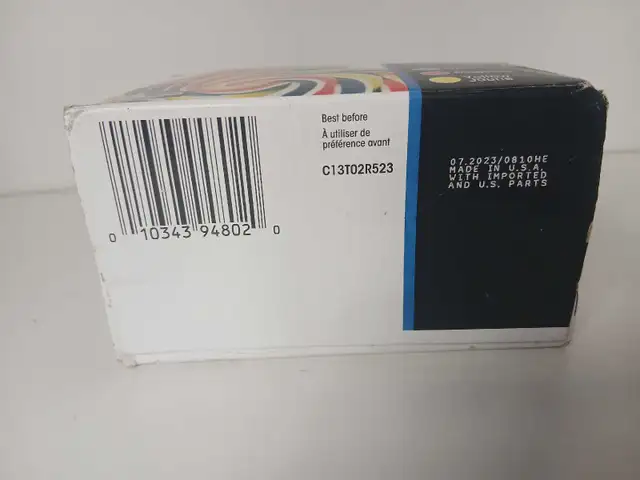 Best before
À utiliser de
préférence avant
C13T02R523
0 10343 94802 0
07.2023/0810HE
MADE IN U.S.A.
WITH IMPORTED
AND U.S. PARTS